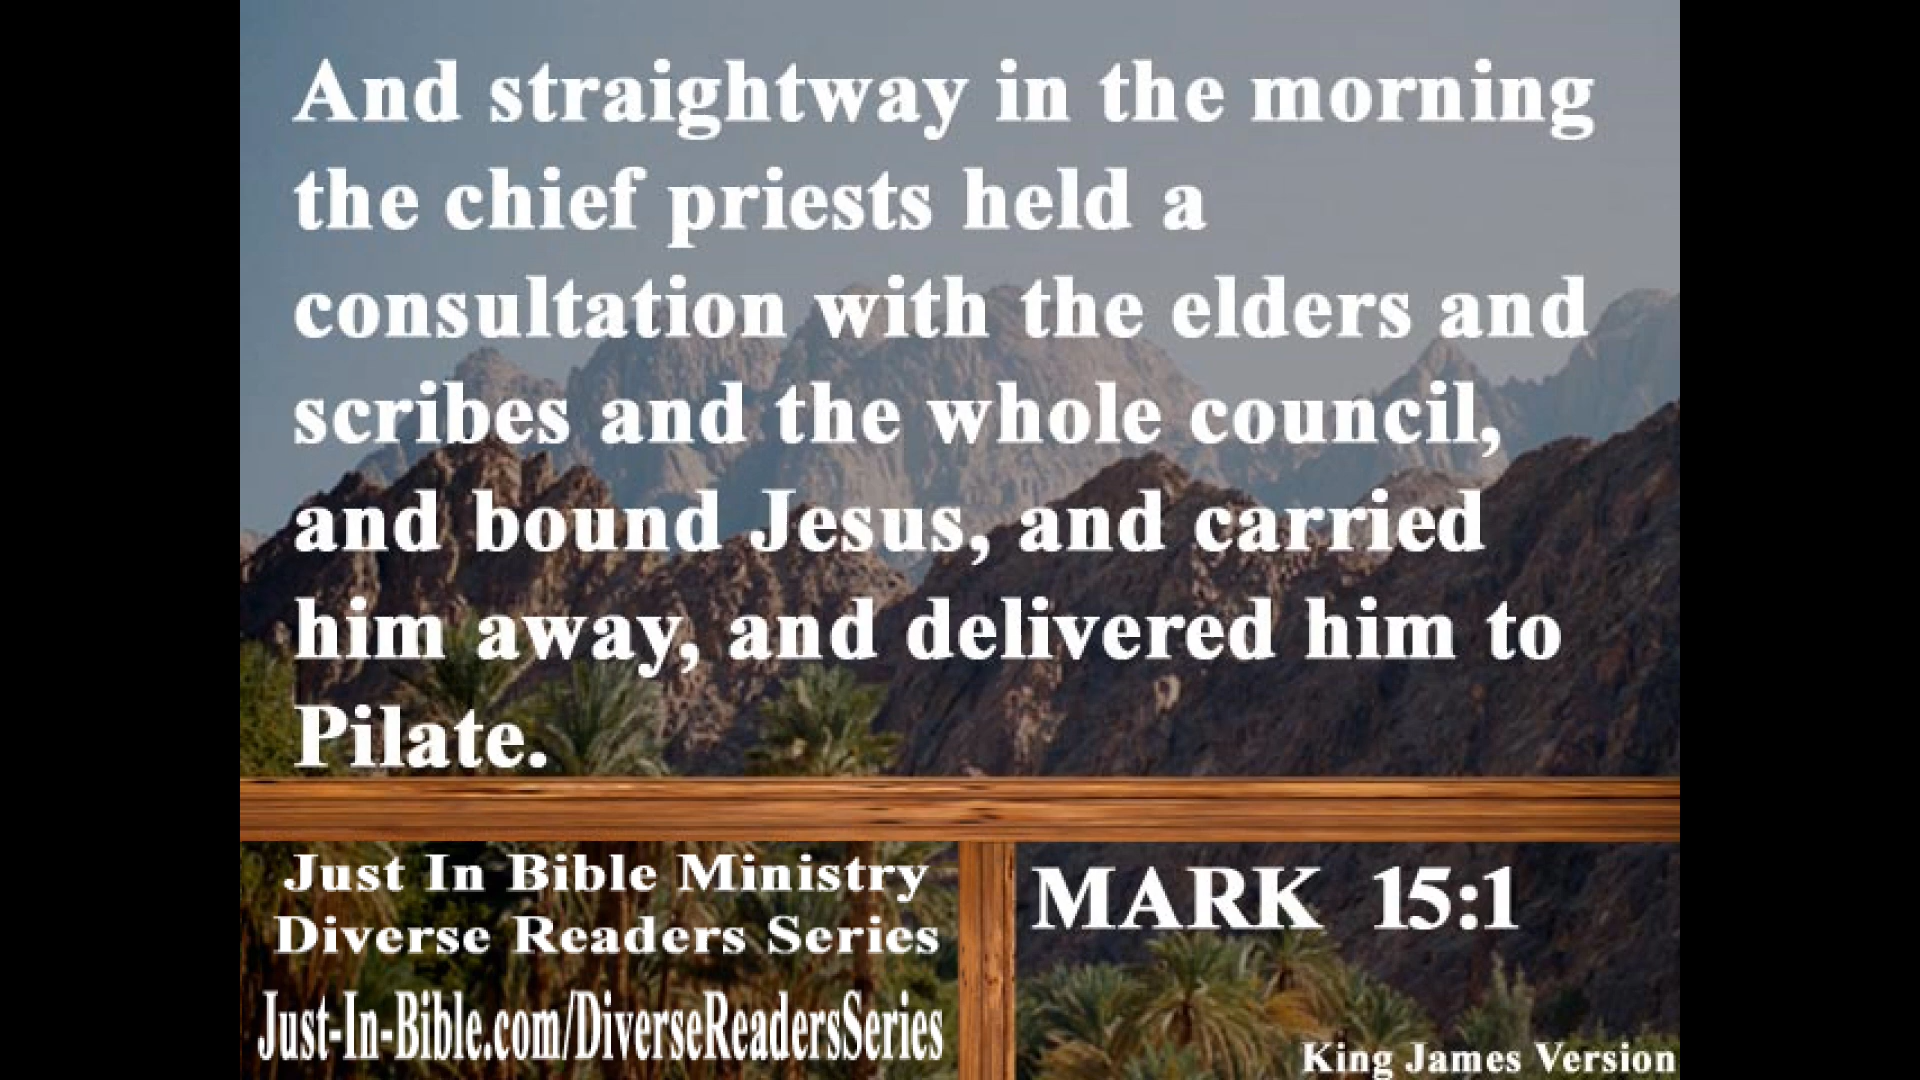 And straightway in the morning
the chief priests held a
consultation with the elders and
scribes and the whole council,
and bound Jesus, and carried
him away, and delivered him to
Pilate.
Just In Bible Ministry
Diverse Readers Series
Just-In-Bible.com/DiverseReadersSeries
MARK 15:1
King James Version